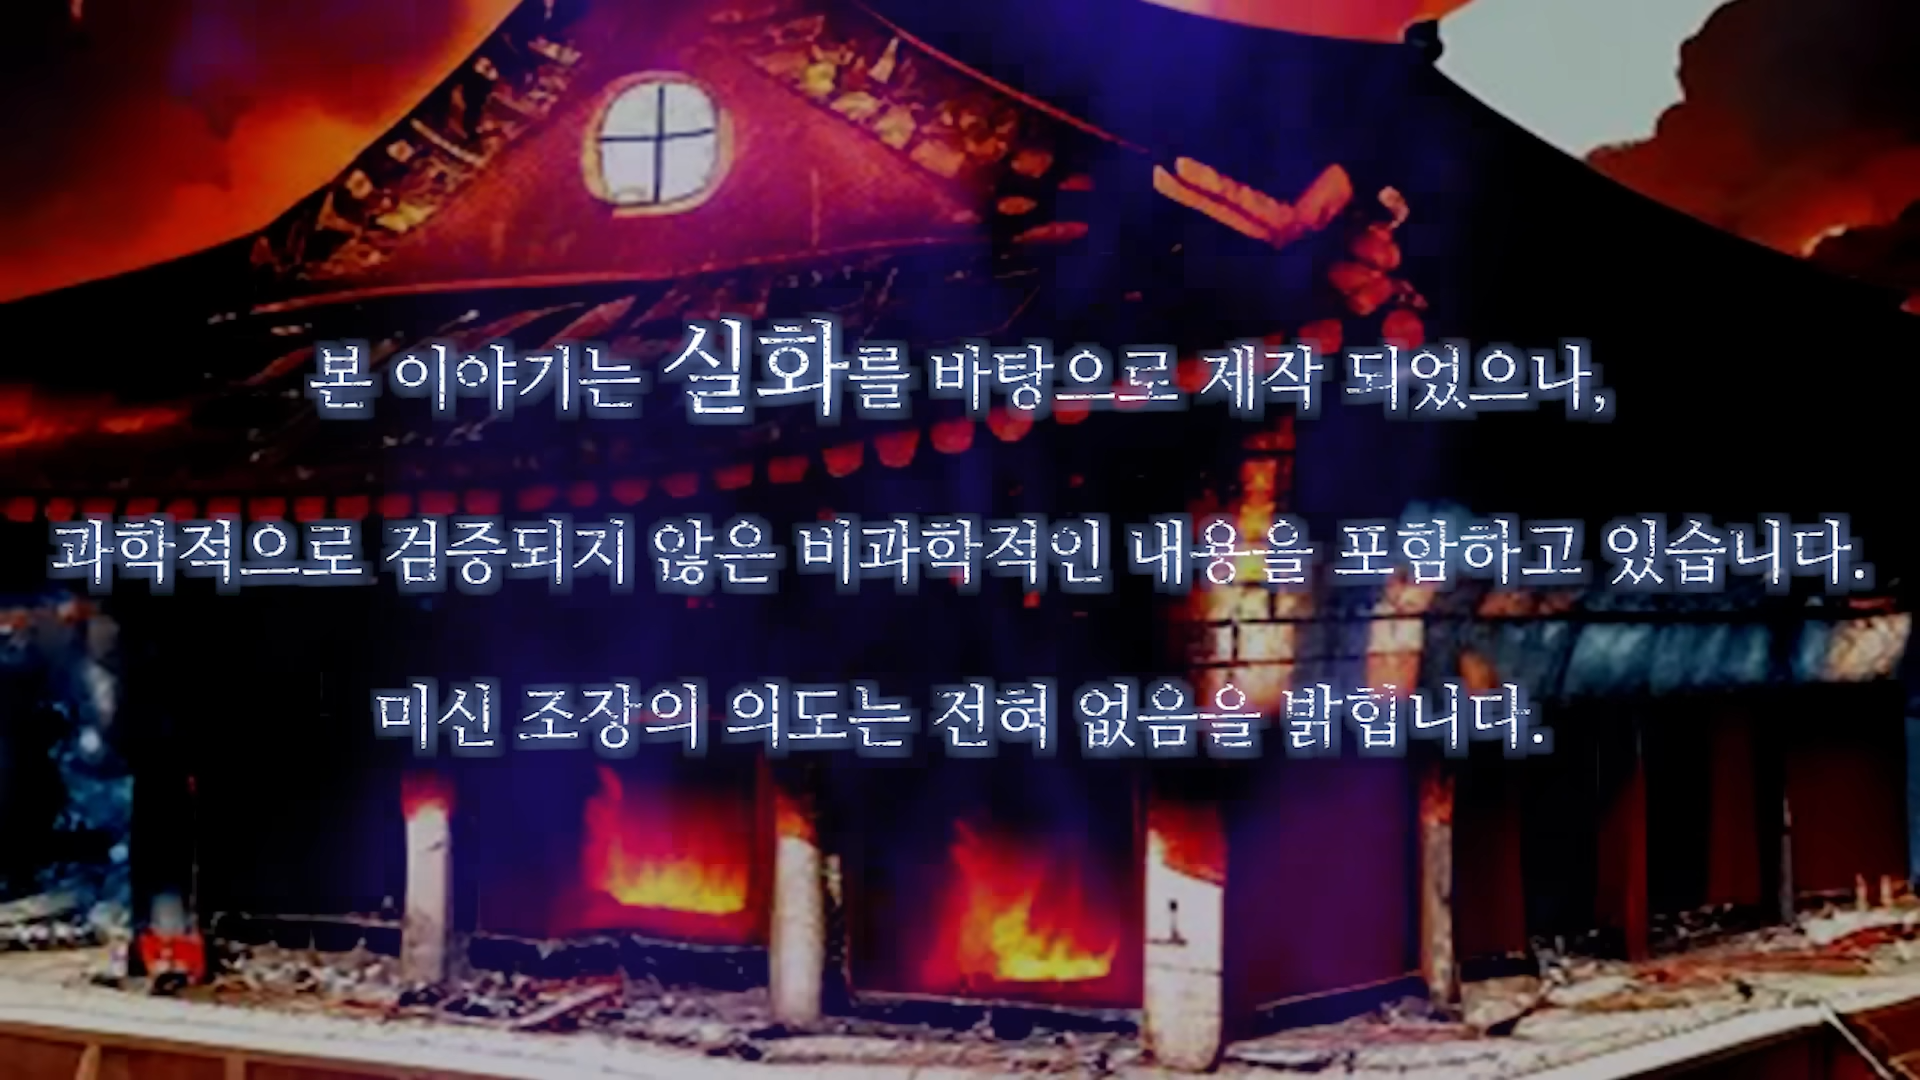 본 이야기는 실화를 바탕으로 제작 되었으나,
과학적으로 검증되지 않은 비과학적인 내용을 포함하고 있습니다.
미신 조장의 의도는 전혀 없음을 밝힙니다.